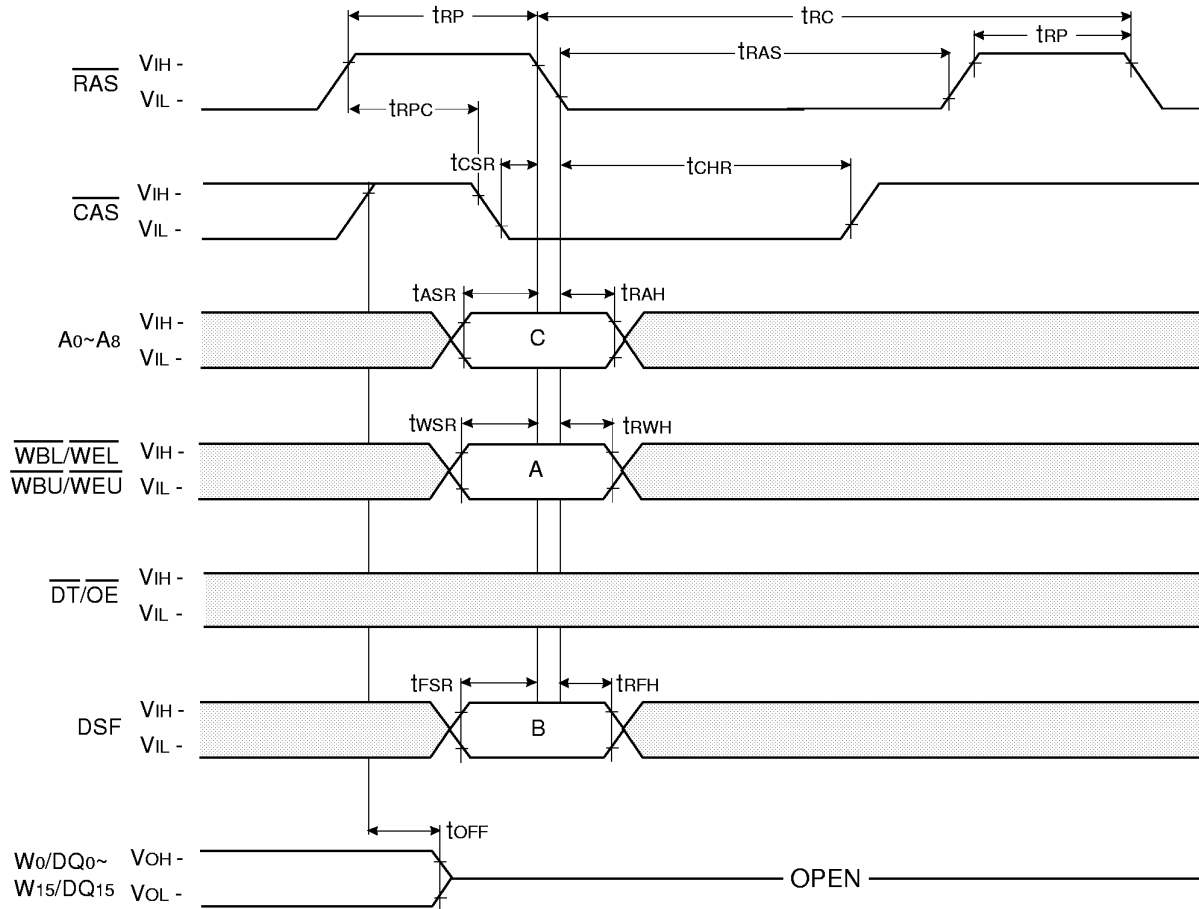 tRP
tRC
tRAS
tRP
RAS
VIH -
VIL -
tRPC
tCSR
tCHR
CAS
VIH -
VIL -
tASR
tRAH
A0~A8
VIH -
VIL -
C
tWSR
tRWH
WBL/WEL
WBU/WEU
VIH -
VIL -
A
DT/OE
VIH -
VIL -
tFSR
tRFH
DSF
VIH -
VIL -
B
tOFF
W0/DQ0~
W15/DQ15
VOH -
VOL -
OPEN